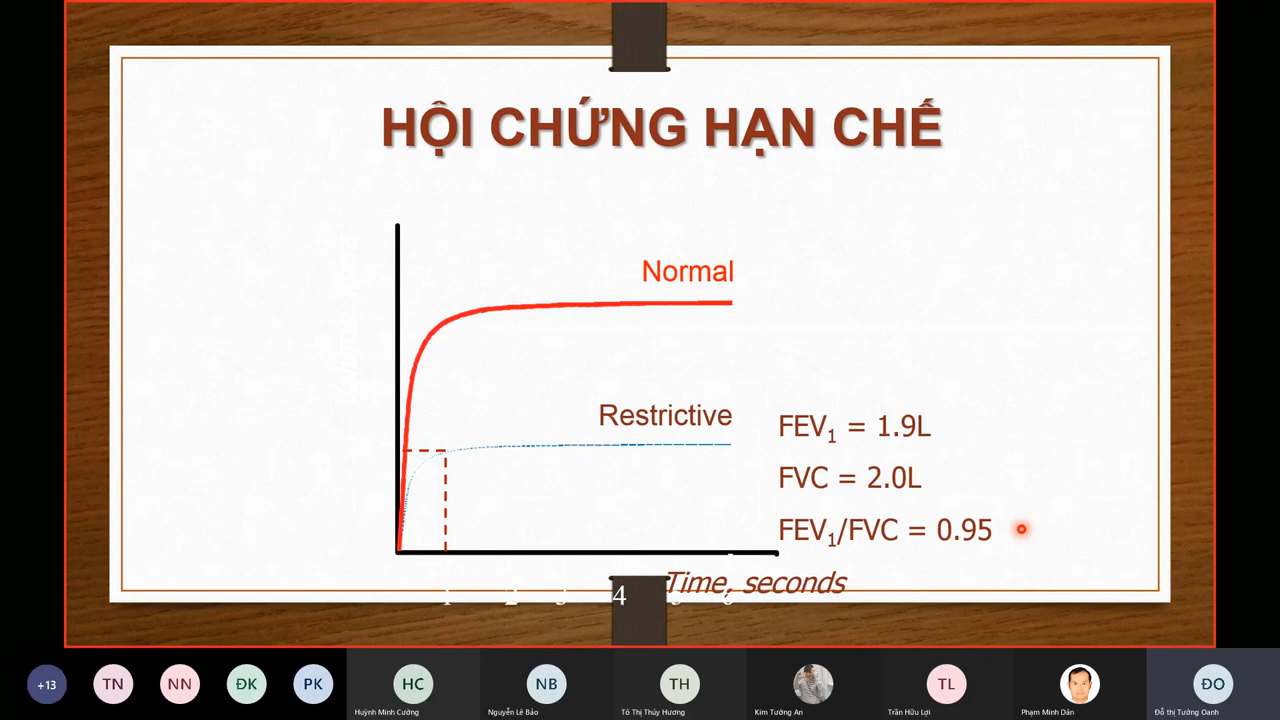 HỘI CHỨNG HẠN CHẾ
Normal
Restrictive
FEV1 = 1.9L
FVC = 2.0L
FEV1/FVC = 0.95
Time, seconds
4
+13
TN
NN
ĐK
PK
HC
NB
TH
TL
ĐO
Huỳnh Minh Cường
Nguyễn Lê Bảo
Tô Thị Thúy Hương
Kim Tường An
Trần Hữu Lợi
Phạm Minh Dân
Đỗ thị Tường Oanh